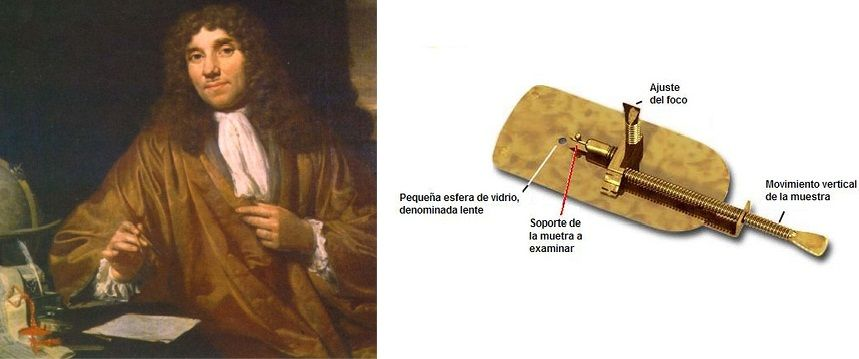 Ajuste
del foco
Pequeña esfera de vidrio,
denominada lente
Soporte de
la muetra a
examinar
Movimiento vertical
de la muestra